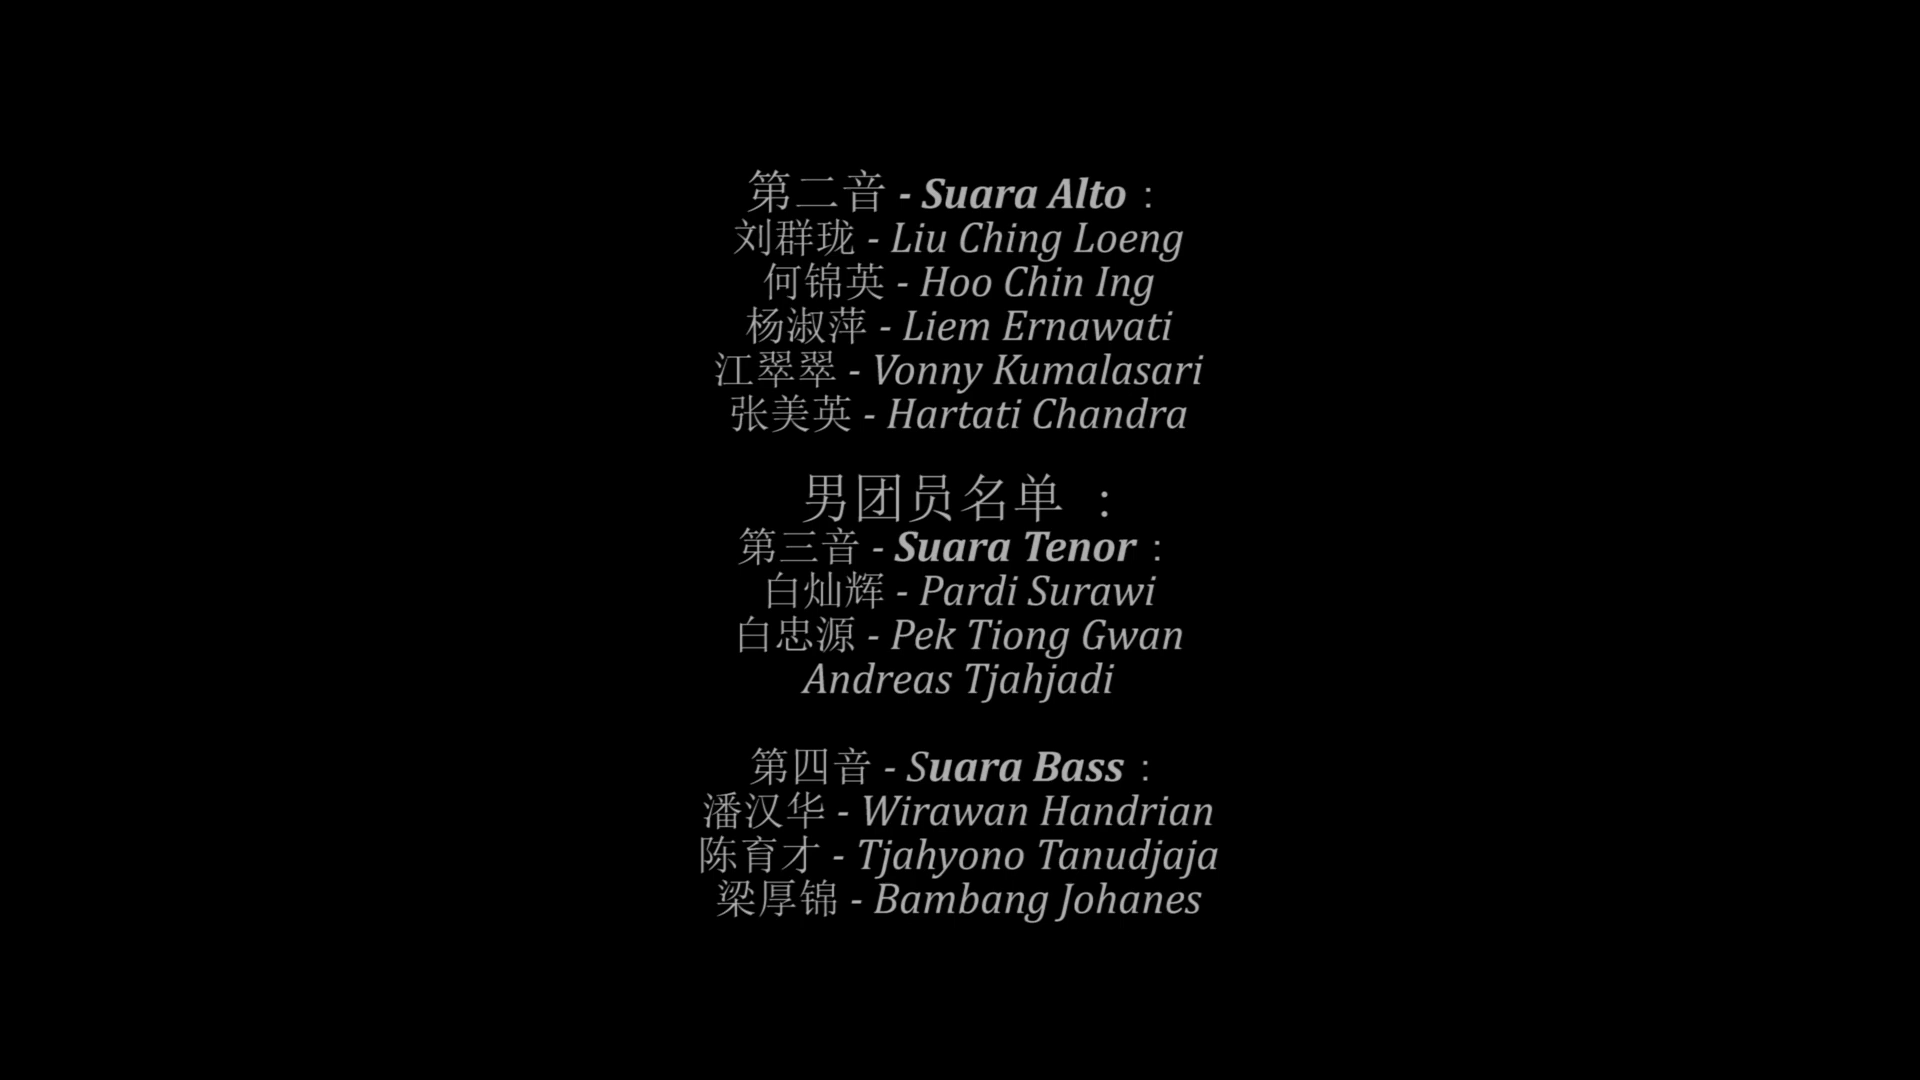 第二音 - Suara Alto :
刘群珑 - Liu Ching Loeng
何锦英 - Hoo Chin Ing
杨淑萍 - Liem Ernawati
江翠翠 - Vonny Kumalasari
张美英 - Hartati Chandra
男团员名单 :
第三音 - Suara Tenor :
白灿辉 - Pardi Surawi
白忠源 - Pek Tiong Gwan
Andreas Tjahjadi
第四音 - Suara Bass :
潘汉华 - Wirawan Handrian
陈育才 - Tjahyono Tanudjaja
梁厚锦 - Bambang Johanes